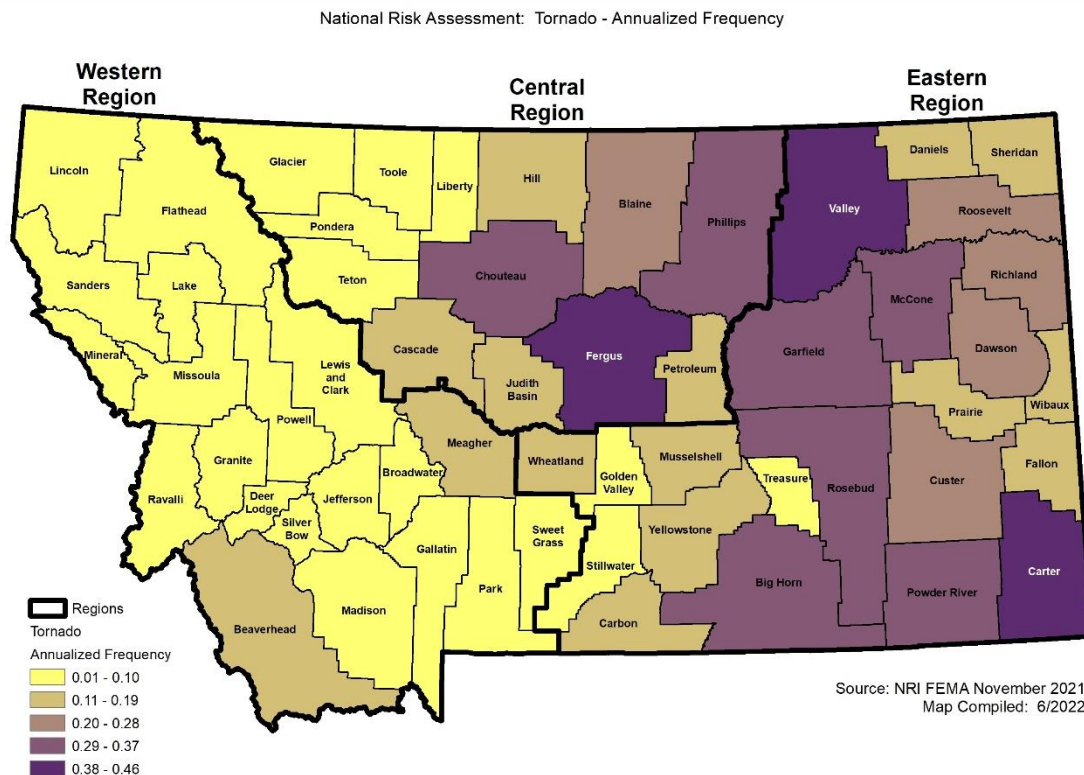 National Risk Assessment: Tornado - Annualized Frequency
Western
Region
Central
Region
Eastern
Region
Lincoln
Flathead
Glacier
Toole
Liberty
Hill
Blaine
Phillips
Valley
Daniels
Sheridan
Roosevelt
Pondera
Teton
Chouteau
Sanders
Lake
Richland
McCone
Garfield
Dawson
Mineral
Missoula
Lewis
and
Clark
Cascade
Judith
Basin
Fergus
Petroleum
Prairie
Wibaux
Powell
Meagher
Wheatland
Golden
Valley
Musselshell
Treasure
Rosebud
Custer
Fallon
Ravalli
Granite
Deer
Lodge
Silver
Bow
Jefferson
Broadwater
Gallatin
Park
Sweet
Grass
Stillwater
Yellowstone
Big Horn
Powder River
Carter
Beaverhead
Madison
Carbon
Regions
Tornado
Annualized Frequency
0.01 - 0.10
0.11 - 0.19
0.20 - 0.28
0.29 - 0.37
0.38 - 0.46
Source: NRI FEMA November 2021
Map Compiled: 6/2022